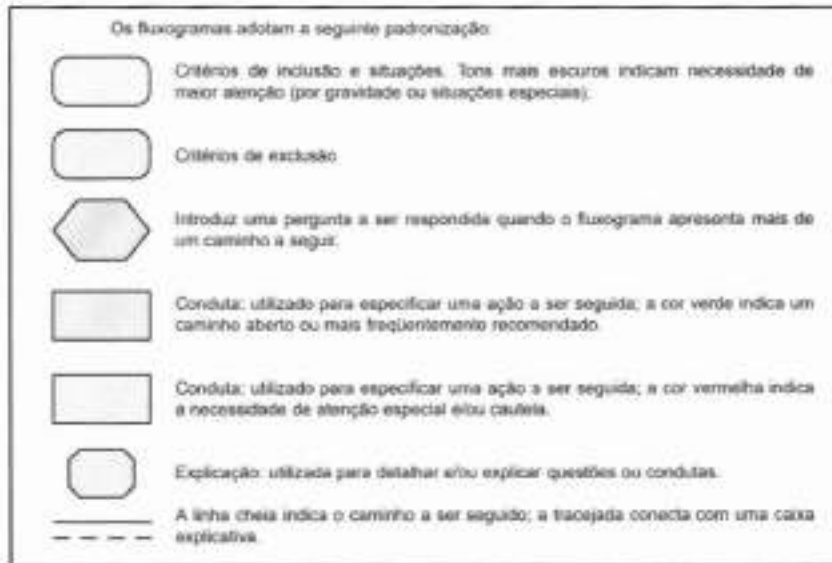 Os fluxogramas adotam a seguinte padronização:
Critérios de inclusão e situações. Tons mais escuros indicam necessidade de
maior atenção (por gravidade ou situações especiais).
Critérios de exclusão
Introduz uma pergunta a ser respondida quando o fluxograma apresenta mais de
um caminho a seguir.
Conduta: utilizado para especificar uma ação a ser seguida; a cor verde indica um
caminho aberto ou mais freqüentemente recomendado.
Conduta: utilizado para especificar uma ação a ser seguida; a cor vermelha indica
a necessidade de atenção especial e/ou cautela.
Explicação: utilizada para detalhar e/ou explicar questões ou condutas.
A linha cheia indica o caminho a ser seguido; a tracejada conecta com uma caixa
explicativa.